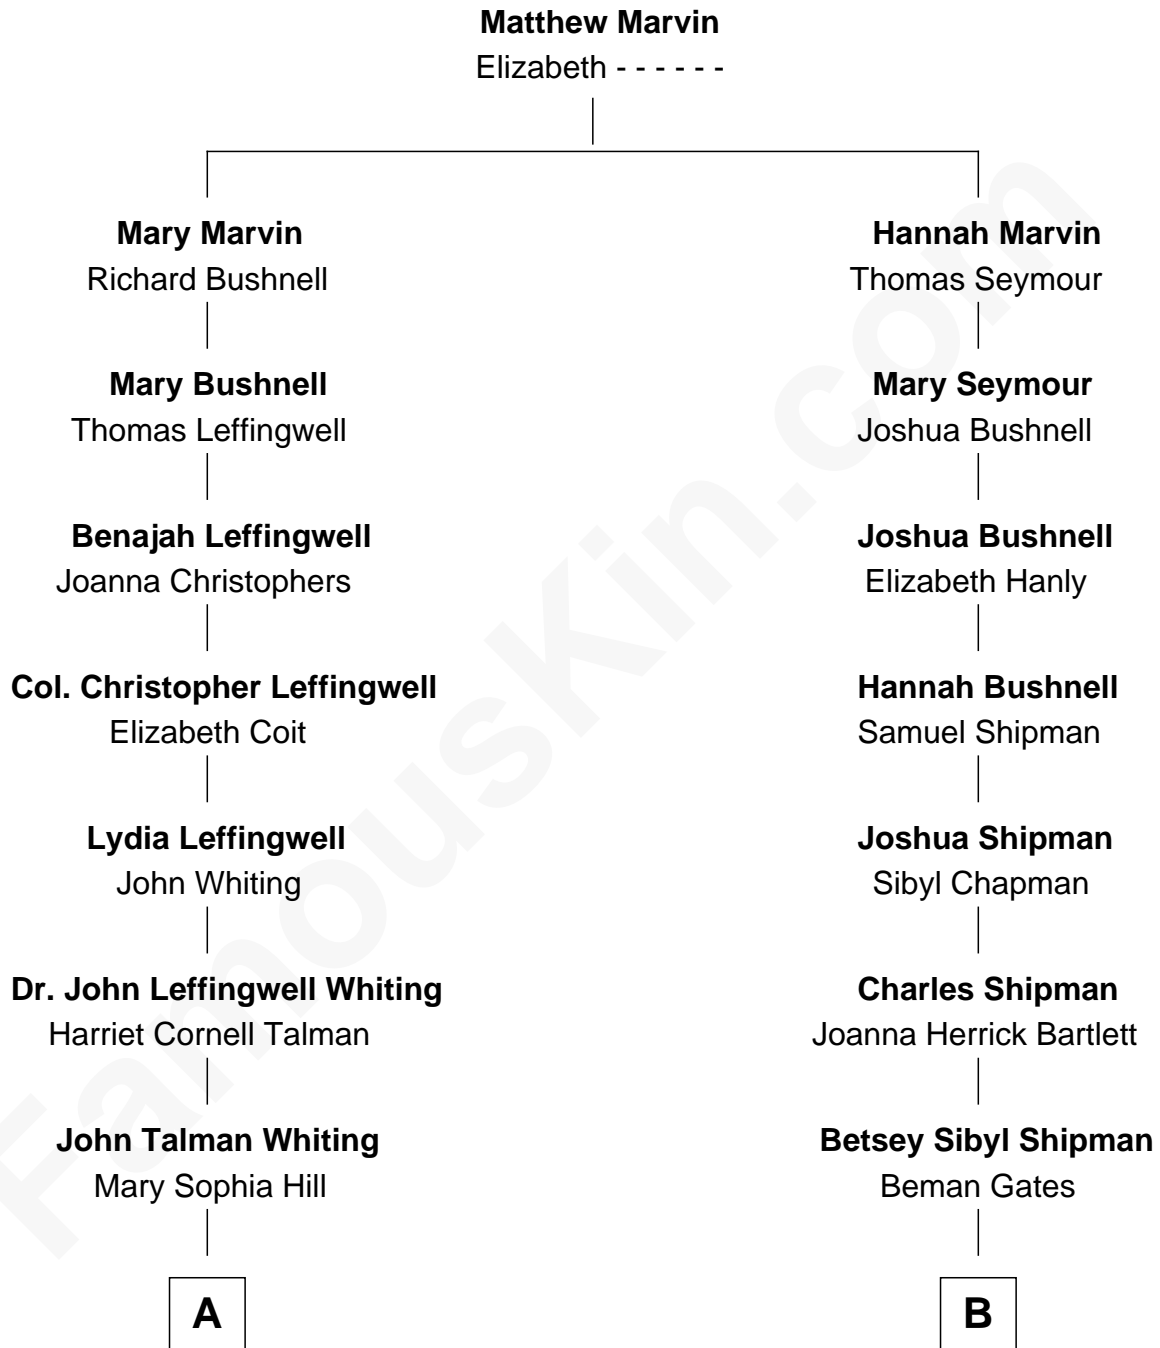 Matthew Marvin
Elizabeth - - - - - -
Mary Marvin
Richard Bushnell
Hannah Marvin
Thomas Seymour
Mary Bushnell
Thomas Leffingwell
Mary Seymour
Joshua Bushnell
Benajah Leffingwell
Joanna Christophers
Joshua Bushnell
Elizabeth Hanly
Col. Christopher Leffingwell
Elizabeth Coit
Hannah Bushnell
Samuel Shipman
Lydia Leffingwell
John Whiting
Joshua Shipman
Sibyl Chapman
Dr. John Leffingwell Whiting
Harriet Cornell Talman
Charles Shipman
Joanna Herrick Bartlett
John Talman Whiting
Mary Sophia Hill
Betsey Sibyl Shipman
Beman Gates
A
B
FamousKin.com